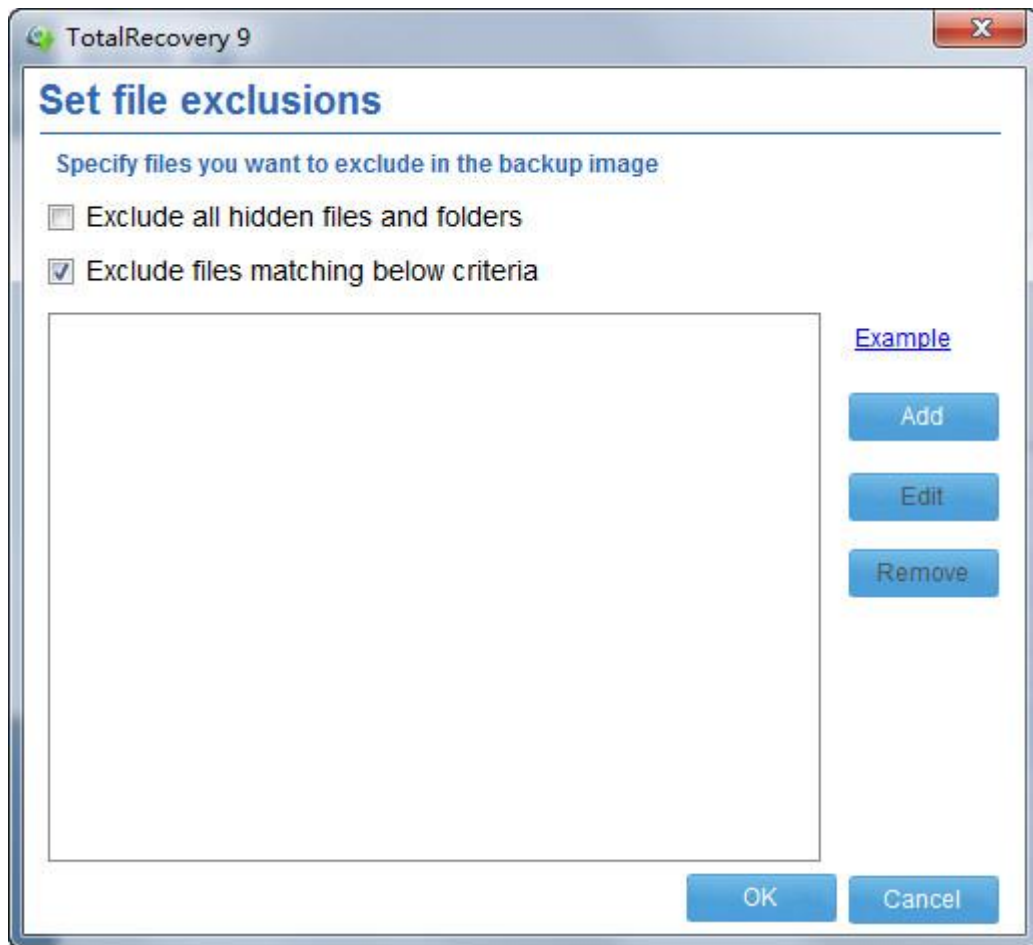 TotalRecovery 9
Set file exclusions
Specify files you want to exclude in the backup image
Exclude all hidden files and folders
Exclude files matching below criteria
Example
Add
Edit
Remove
OK
Cancel